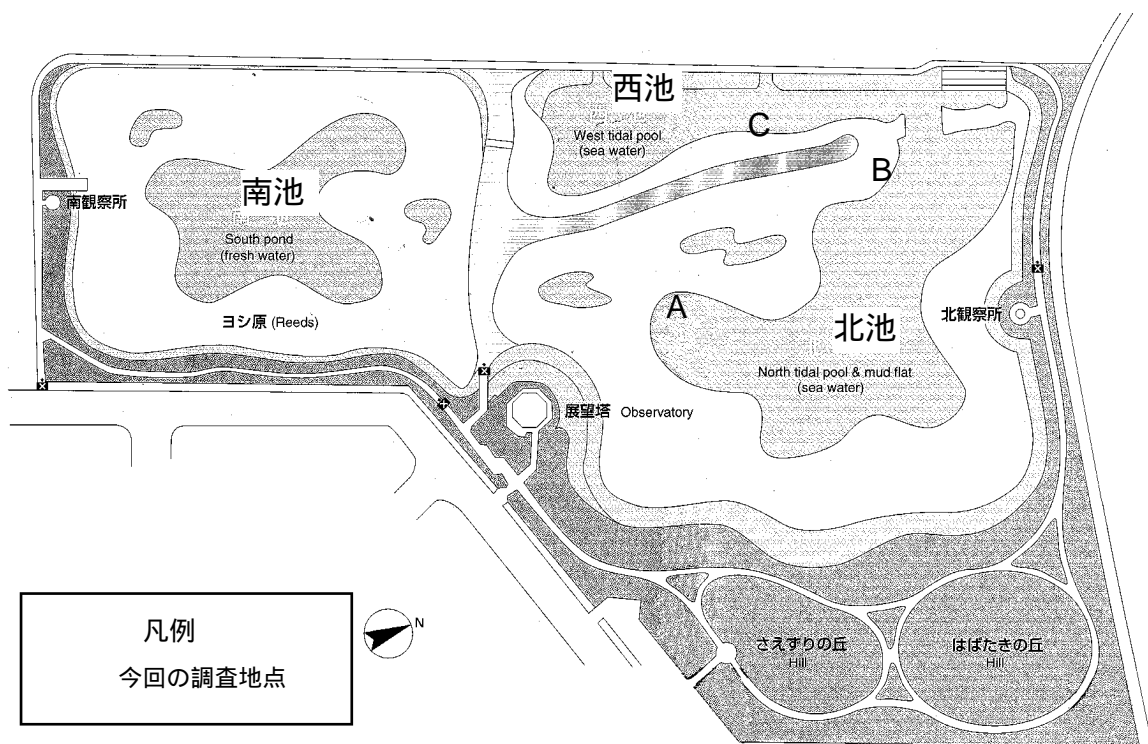 西池
West tidal pool
(sea water)
C
B
南池
南観察所
South pond
(fresh water)
ヨシ原 (Reeds)
A
北池
北観察所
North tidal pool & mud flat
(sea water)
展望塔 Observatory
凡例
今回の調査地点
N
さえずりの丘
Hill
はばたきの丘
Hill